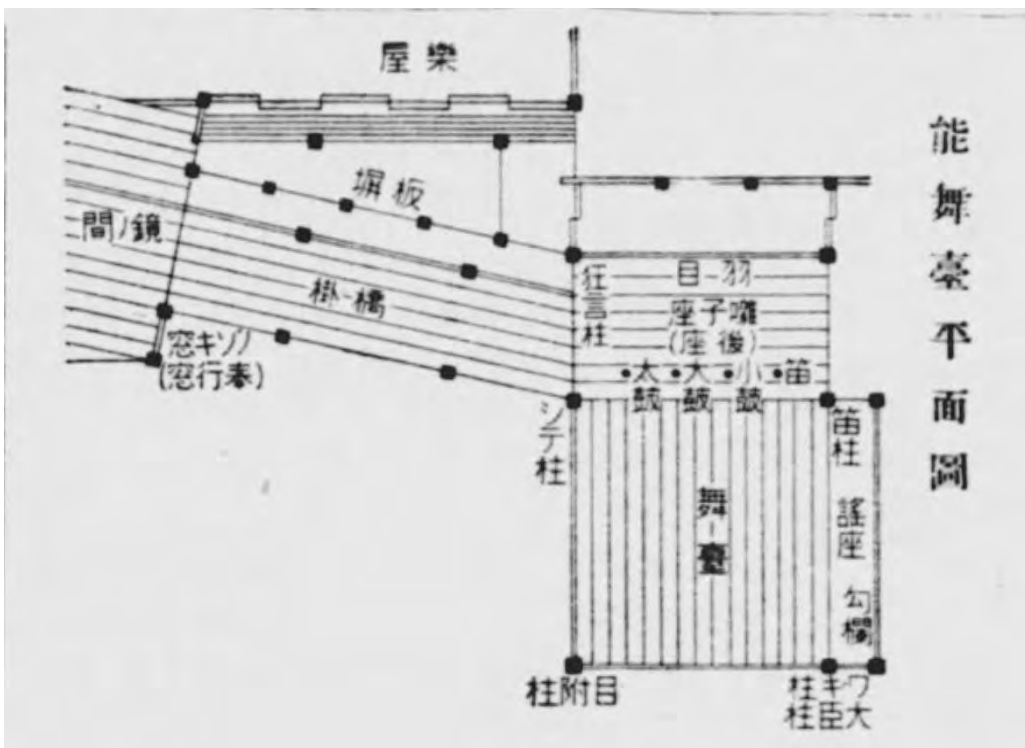 能舞臺平面圖
樂屋
板塀
鏡ノ間
橋掛
ノゾキ窓
(奉行窓)
狂言柱
羽目
囃子座
(後座)
笛
小鼓
大鼓
太鼓
シテ柱
笛柱
舞臺
謠座
勾欄
目附柱
ワキ柱
大臣柱